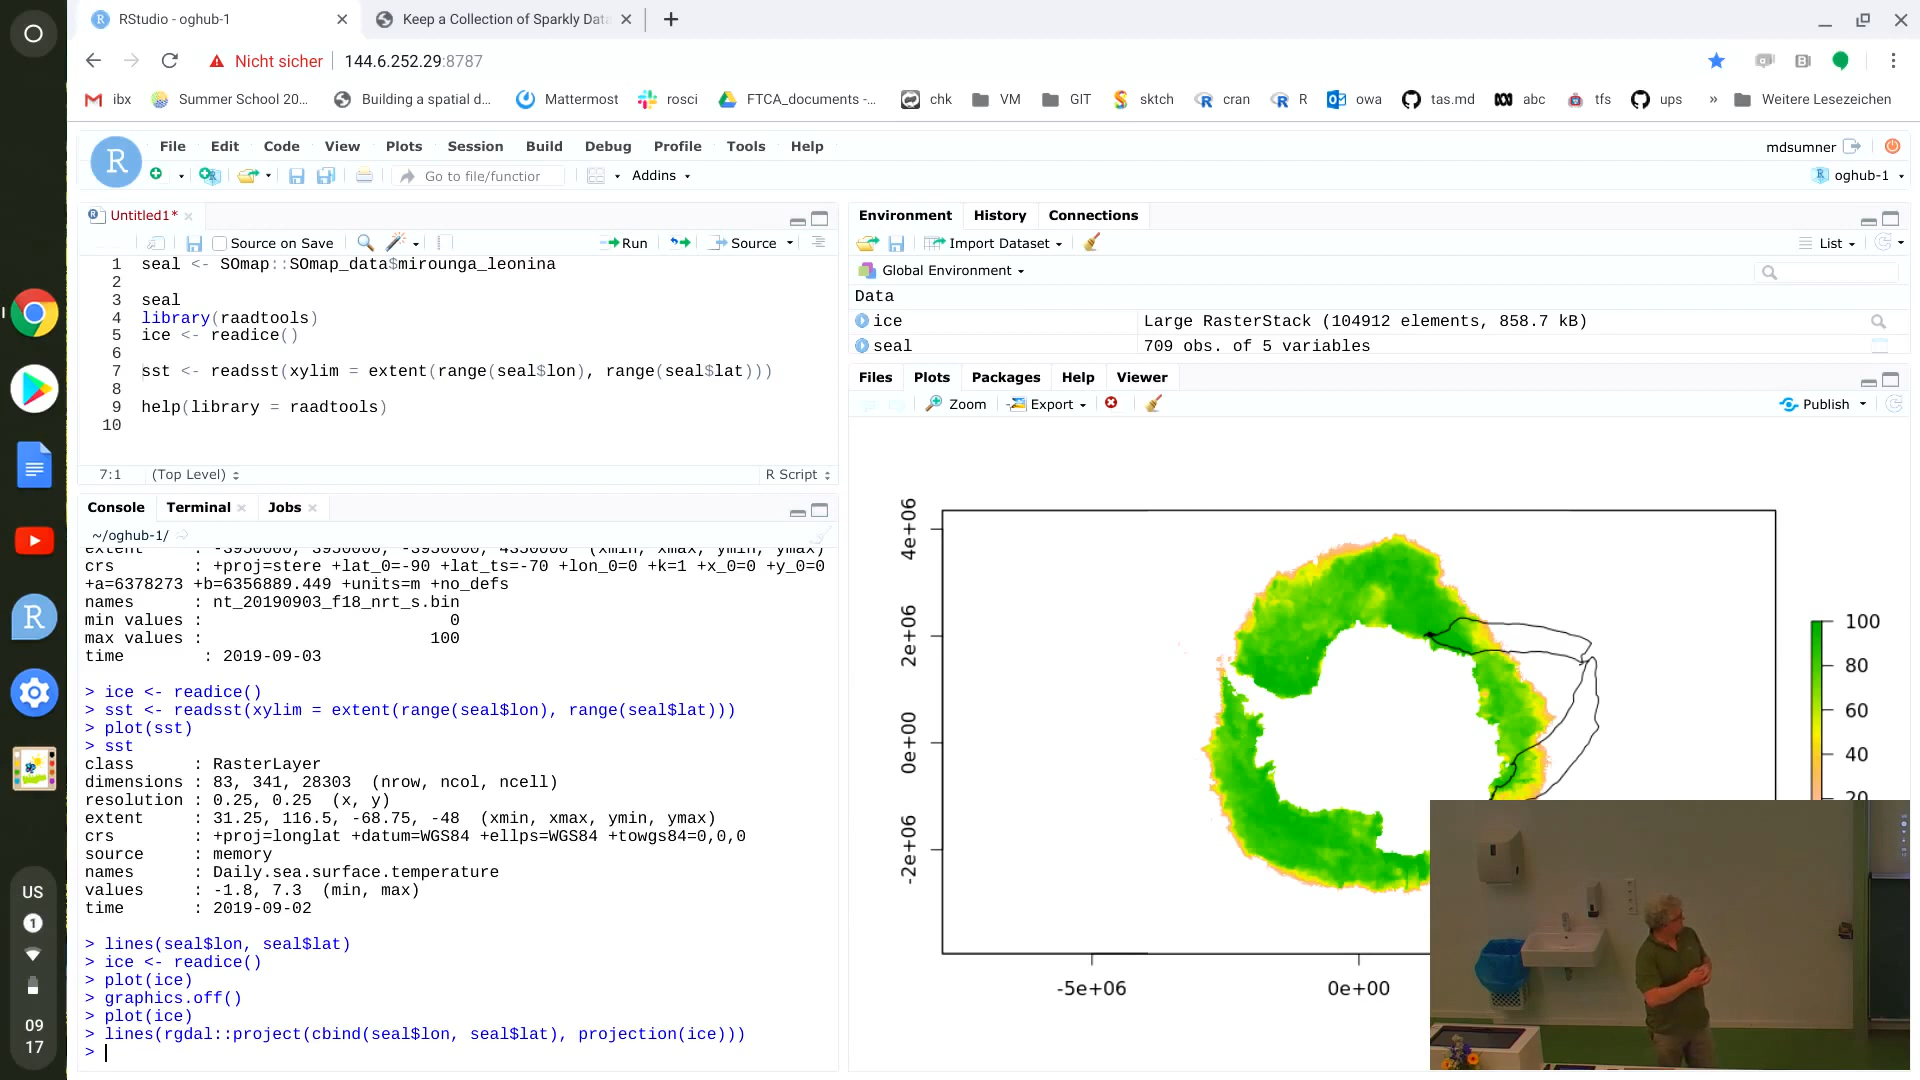 RStudio - oghub-1
Keep a Collection of Sparkly Data
Nicht sicher
144.6.252.29:8787
ibx
Summer School 20...
Building a spatial d...
Mattermost
rosci
FTCA_documents -...
chk
VM
GIT
sktch
cran
R
owa
tas.md
abc
tfs
ups
»
Weitere Lesezeichen
File Edit Code View Plots Session Build Debug Profile Tools Help
mdsumner
Go to file/function
Addins
oghub-1
Untitled1*
Source on Save
Run
Source
1 seal <- SOmap::SOmap_data$mirounga_leonina
2
3 seal
4 library(raadtools)
5 ice <- readice()
6
7 sst <- readsst(xylim = extent(range(seal$lon), range(seal$lat)))
8
9 help(library = raadtools)
10
7:1 (Top Level)
R Script
Console Terminal Jobs
~/oghub-1/
extent : -3950000, 3950000, -3950000, 4350000 (xmin, xmax, ymin, ymax)
crs : +proj=stere +lat_0=-90 +lat_ts=-70 +lon_0=0 +k=1 +x_0=0 +y_0=0
+a=6378273 +b=6356889.449 +units=m +no_defs
names : nt_20190903_f18_nrt_s.bin
min values : 0
max values : 100
time : 2019-09-03
> ice <- readice()
> sst <- readsst(xylim = extent(range(seal$lon), range(seal$lat)))
> plot(sst)
> sst
class : RasterLayer
dimensions : 83, 341, 28303 (nrow, ncol, ncell)
resolution : 0.25, 0.25 (x, y)
extent : 31.25, 116.5, -68.75, -48 (xmin, xmax, ymin, ymax)
crs : +proj=longlat +datum=WGS84 +ellps=WGS84 +towgs84=0,0,0
source : memory
names : Daily.sea.surface.temperature
values : -1.8, 7.3 (min, max)
time : 2019-09-02
> lines(seal$lon, seal$lat)
> ice <- readice()
> plot(ice)
> graphics.off()
> plot(ice)
> lines(rgdal::project(cbind(seal$lon, seal$lat), projection(ice)))
>
Environment History Connections
Import Dataset
List
Global Environment
Data
ice Large RasterStack (104912 elements, 858.7 kB)
seal 709 obs. of 5 variables
Files Plots Packages Help Viewer
Zoom
Export
Publish
4e+06
2e+06
0e+00
-2e+06
-5e+06
0e+00
100
80
60
40
20
US
1
09
17